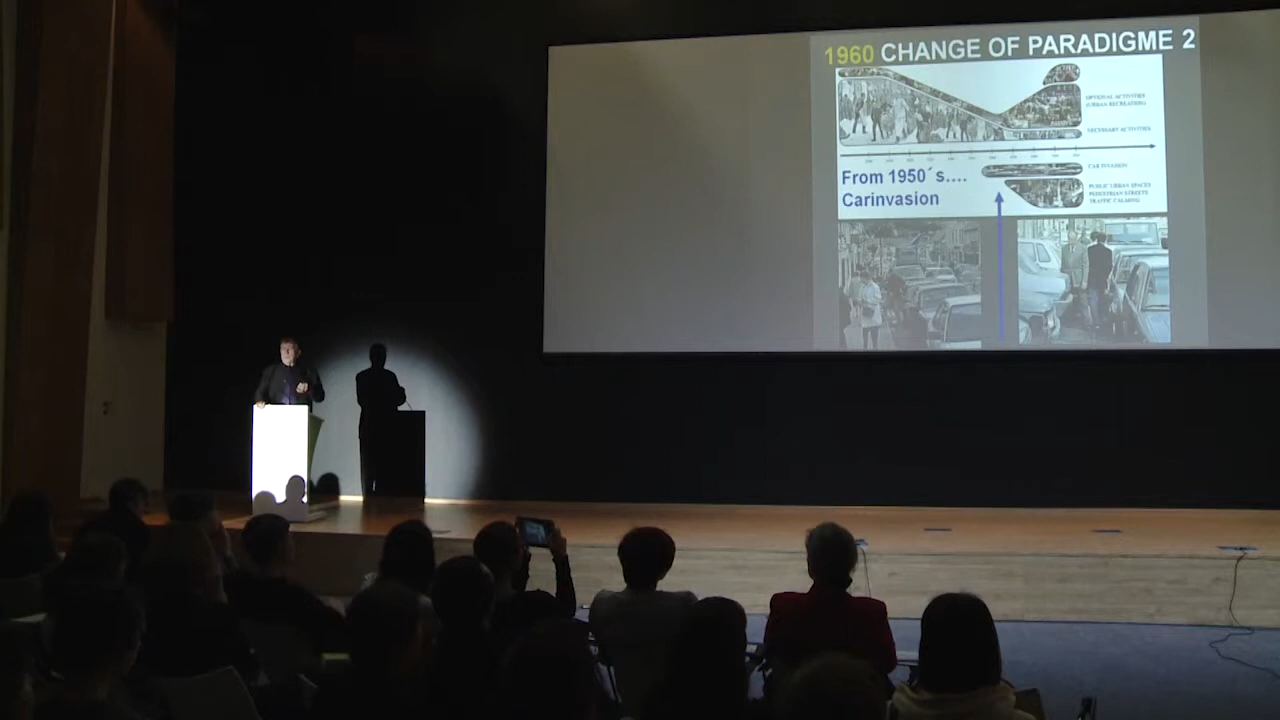 1960 CHANGE OF PARADIGME 2
OPTIONAL ACTIVITIES
(URBAN RECREATION)
NECESSARY ACTIVITIES
CAR INVASION
From 1950´s....
Carinvasion
PUBLIC URBAN SPACES
PEDESTRIAN STREETS
TRAFFIC CALMING